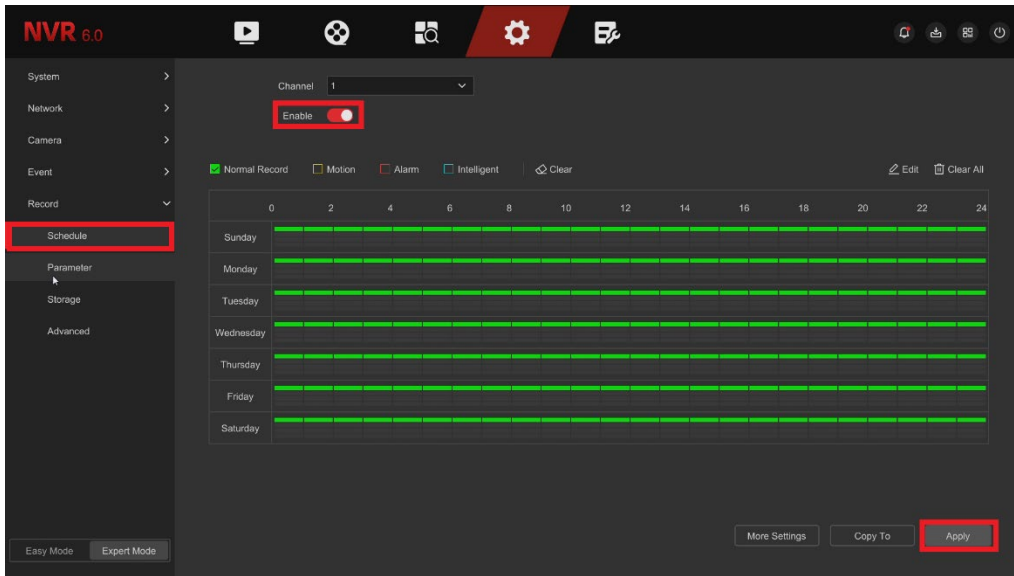 NVR 6.0
System
Network
Camera
Event
Record
Schedule
Parameter
Storage
Advanced
Easy Mode Expert Mode
Channel 1
Enable
Normal Record Motion Alarm Intelligent Clear Edit Clear All
0 2 4 6 8 10 12 14 16 18 20 22 24
Sunday
Monday
Tuesday
Wednesday
Thursday
Friday
Saturday
More Settings Copy To Apply